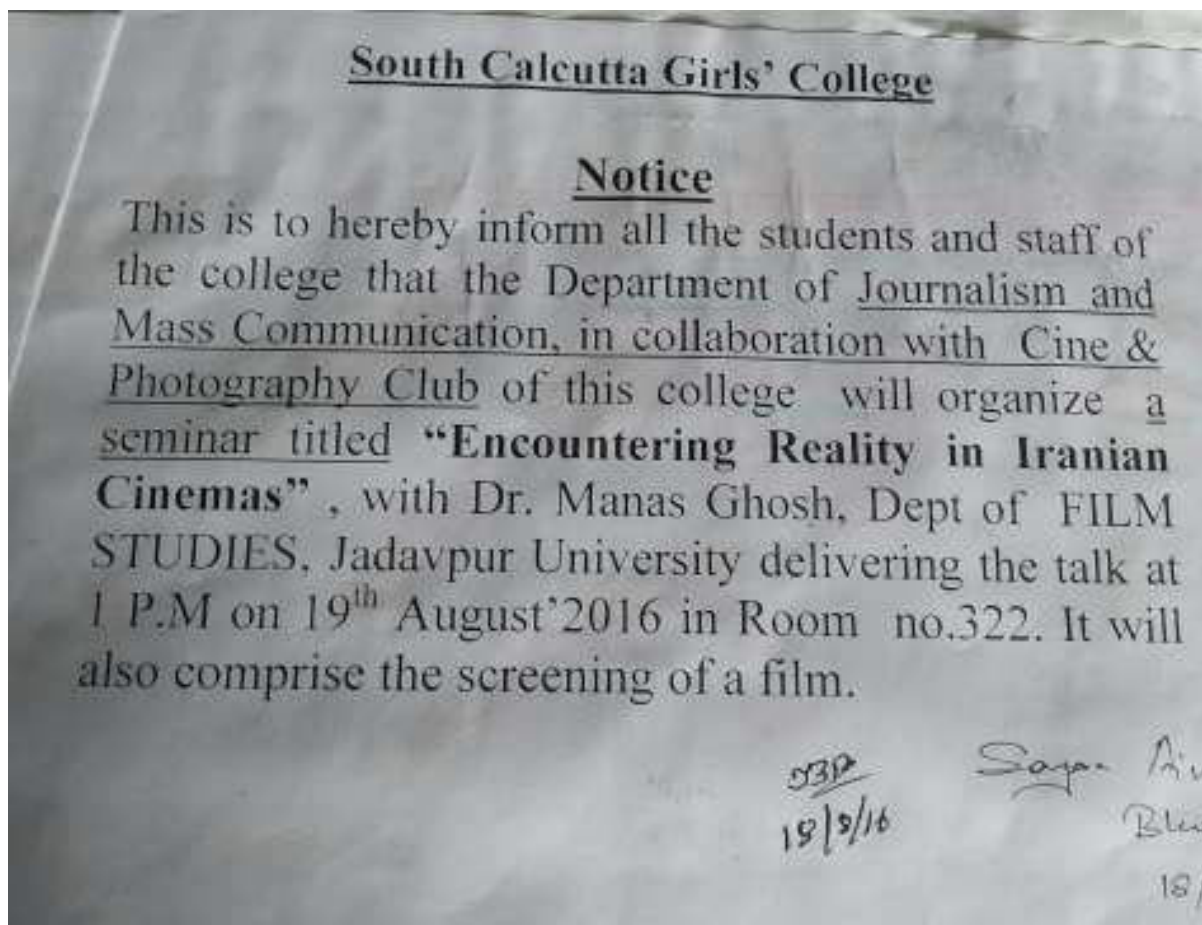 South Calcutta Girls' College
Notice
This is to hereby inform all the students and staff of
the college that the Department of Journalism and
Mass Communication, in collaboration with Cine &
Photography Club of this college will organize a
seminar titled “Encountering Reality in Iranian
Cinemas” , with Dr. Manas Ghosh, Dept of FILM
STUDIES, Jadavpur University delivering the talk at
1 P.M on 19th August’2016 in Room no.322. It will
also comprise the screening of a film.
18/8/16
18/